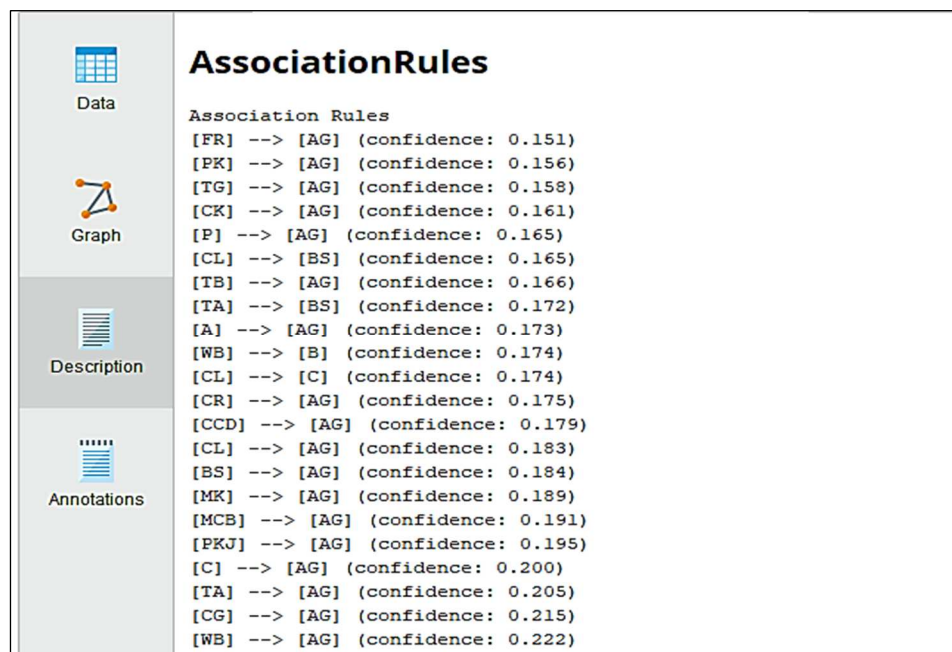 Data
Graph
Description
Annotations
AssociationRules
Association Rules
[FR] --> [AG] (confidence: 0.151)
[PK] --> [AG] (confidence: 0.156)
[TG] --> [AG] (confidence: 0.158)
[CK] --> [AG] (confidence: 0.161)
[P] --> [AG] (confidence: 0.165)
[CL] --> [BS] (confidence: 0.165)
[TB] --> [AG] (confidence: 0.166)
[TA] --> [BS] (confidence: 0.172)
[A] --> [AG] (confidence: 0.173)
[WB] --> [B] (confidence: 0.174)
[CL] --> [C] (confidence: 0.174)
[CR] --> [AG] (confidence: 0.175)
[CCD] --> [AG] (confidence: 0.179)
[CL] --> [AG] (confidence: 0.183)
[BS] --> [AG] (confidence: 0.184)
[MK] --> [AG] (confidence: 0.189)
[MCB] --> [AG] (confidence: 0.191)
[PKJ] --> [AG] (confidence: 0.195)
[C] --> [AG] (confidence: 0.200)
[TA] --> [AG] (confidence: 0.205)
[CG] --> [AG] (confidence: 0.215)
[WB] --> [AG] (confidence: 0.222)